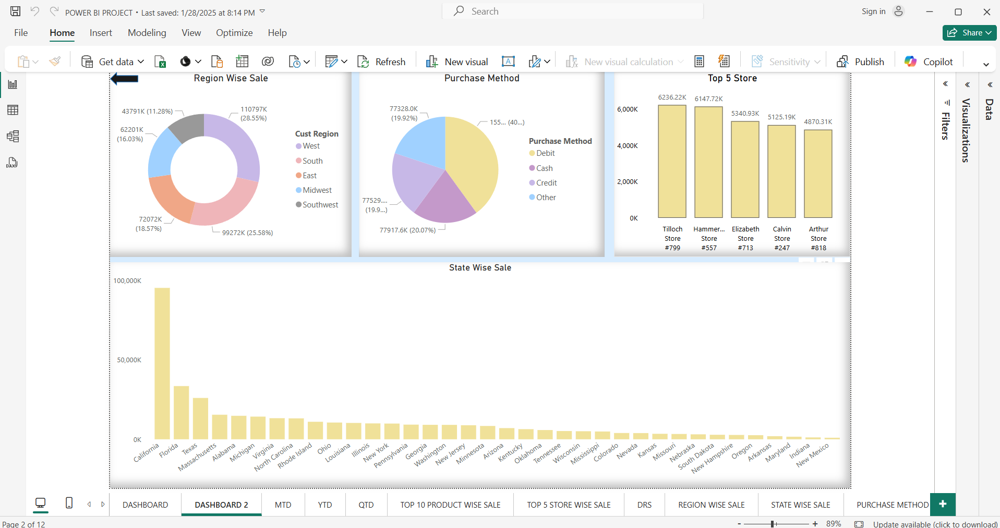 POWER BI PROJECT • Last saved: 1/28/2025 at 8:14 PM
Search
Sign in
File
Home
Insert
Modeling
View
Optimize
Help
Share
Get data
Refresh
New visual
New visual calculation
Sensitivity
Publish
Copilot
Region Wise Sale
43791K (11.28%)
110797K
(28.55%)
62201K
(16.03%)
72072K
(18.57%)
99272K (25.58%)
Cust Region
West
South
East
Midwest
Southwest
Purchase Method
77328.0K
(19.92%)
155... (40...)
77529....
(19.9...)
77917.6K (20.07%)
Purchase Method
Debit
Cash
Credit
Other
Top 5 Store
6,000K
4,000K
2,000K
0K
6236.22K
6147.72K
5340.93K
5125.19K
4870.31K
Tilloch
Store
#799
Hammer...
Store
#557
Elizabeth
Store
#713
Calvin
Store
#247
Arthur
Store
#818
Filters
Visualizations
Data
State Wise Sale
100,000K
50,000K
0K
California
Florida
Texas
Massachusetts
Alabama
Michigan
Virginia
North Carolina
Rhode Island
Ohio
Louisiana
Illinois
New York
Pennsylvania
Georgia
Washington
New Jersey
Minnesota
Arizona
Kentucky
Oklahoma
Tennessee
Wisconsin
Mississippi
Colorado
Nevada
Kansas
Missouri
Nebraska
South Dakota
New Hampshire
Oregon
Arkansas
Maryland
Indiana
New Mexico
DASHBOARD
DASHBOARD 2
MTD
YTD
QTD
TOP 10 PRODUCT WISE SALE
TOP 5 STORE WISE SALE
DRS
REGION WISE SALE
STATE WISE SALE
PURCHASE METHOD
Page 2 of 12
- + 89%
Update available (click to download)